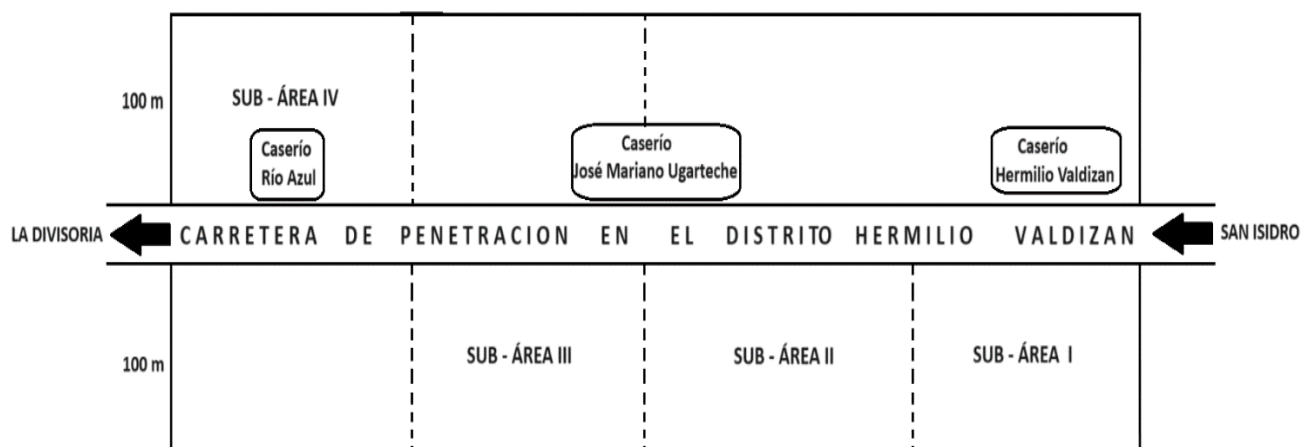 100 m
SUB - ÁREA IV
Caserío
Río Azul
Caserío
José Mariano Ugarteche
Caserío
Hermilio Valdizan
LA DIVISORIA
CARRETERA DE PENETRACION EN EL DISTRITO HERMILIO VALDIZAN
SAN ISIDRO
100 m
SUB - ÁREA III
SUB - ÁREA II
SUB - ÁREA I